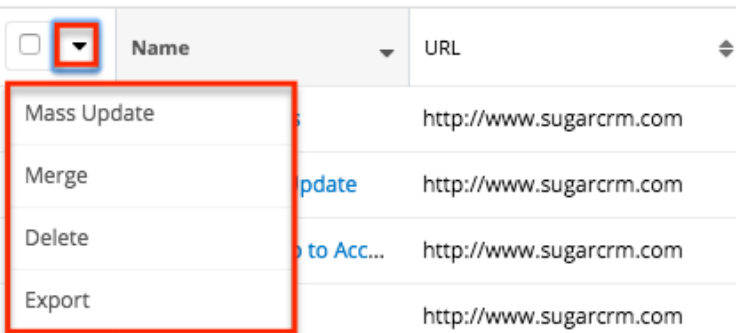 Name URL
Mass Update http://www.sugarcrm.com
Merge pdate http://www.sugarcrm.com
Delete to Acc... http://www.sugarcrm.com
Export http://www.sugarcrm.com